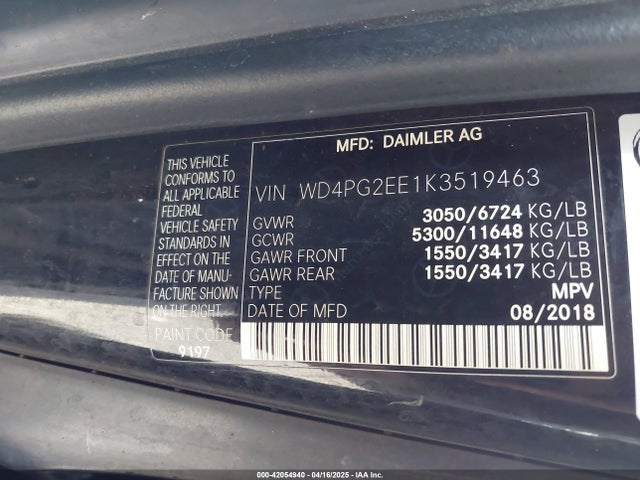 MFD: DAIMLER AG
THIS VEHICLE
CONFORMS TO
ALL APPLICABLE
FEDERAL
VEHICLE SAFETY
STANDARDS IN
EFFECT ON THE
DATE OF MANU-
FACTURE SHOWN
ON THE RIGHT.
PAINT CODE
9197
VIN WD4PG2EE1K3519463
GVWR 3050/6724 KG/LB
GCWR 5300/11648 KG/LB
GAWR FRONT 1550/3417 KG/LB
GAWR REAR 1550/3417 KG/LB
TYPE MPV
DATE OF MFD 08/2018
000-42054940 - 04/16/2025 - IAA Inc.